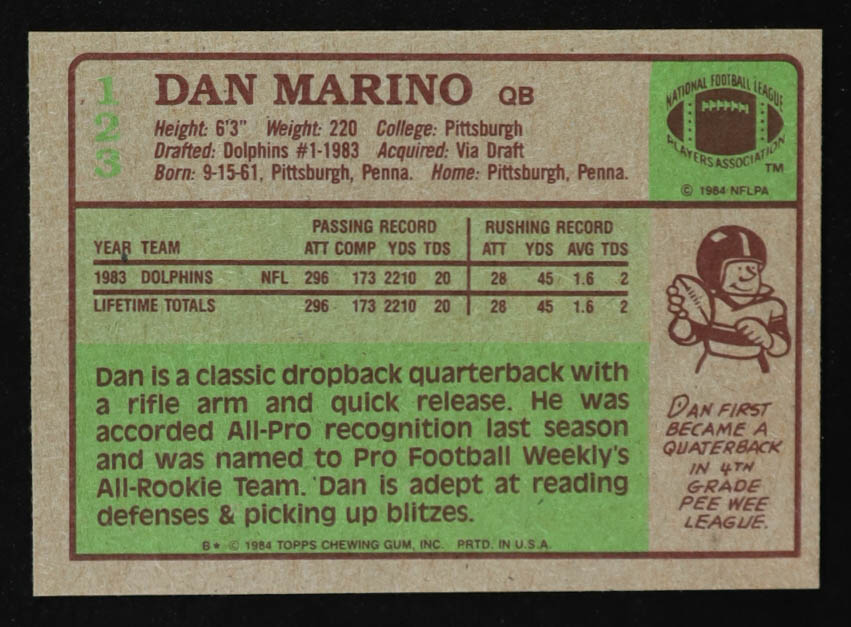 123
DAN MARINO QB
Height: 6'3" Weight: 220 College: Pittsburgh
Drafted: Dolphins #1-1983 Acquired: Via Draft
Born: 9-15-61, Pittsburgh, Penna. Home: Pittsburgh, Penna.
NATIONAL FOOTBALL LEAGUE
PLAYERS ASSOCIATION
TM
© 1984 NFLPA
PASSING RECORD RUSHING RECORD
YEAR TEAM ATT COMP YDS TDS ATT YDS AVG TDS
1983 DOLPHINS NFL 296 173 2210 20 28 45 1.6 2
LIFETIME TOTALS 296 173 2210 20 28 45 1.6 2
Dan is a classic dropback quarterback with
a rifle arm and quick release. He was
accorded All-Pro recognition last season
and was named to Pro Football Weekly's
All-Rookie Team. Dan is adept at reading
defenses & picking up blitzes.
B* © 1984 TOPPS CHEWING GUM, INC. PRTD. IN U.S.A.
DAN FIRST
BECAME A
QUATERBACK
IN 4TH
GRADE
PEE WEE
LEAGUE.